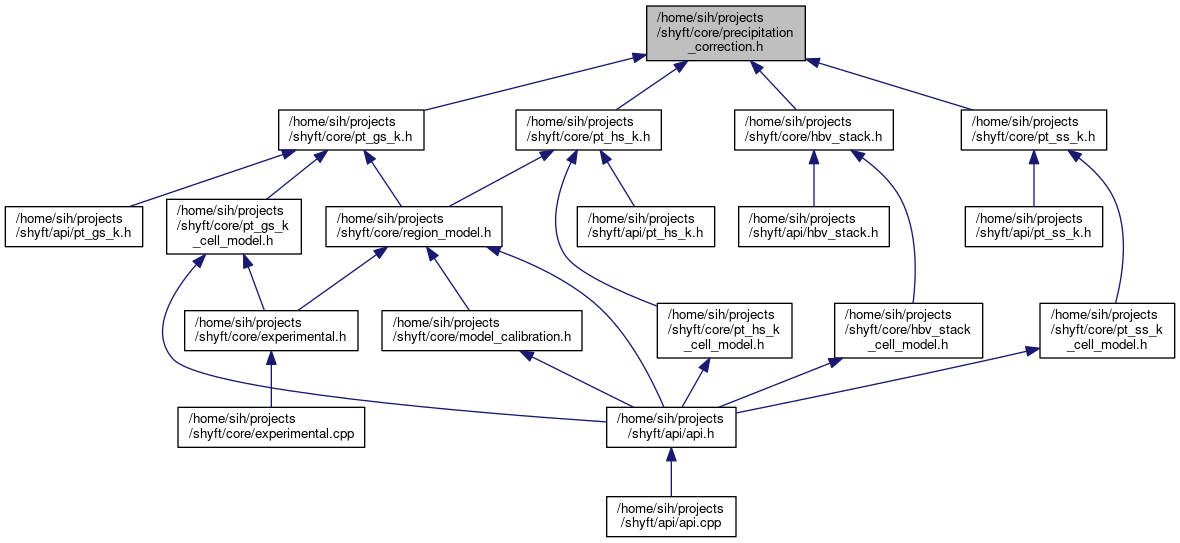 /home/sih/projects
/shyft/core/precipitation
_correction.h
/home/sih/projects
/shyft/core/pt_gs_k.h
/home/sih/projects
/shyft/core/pt_hs_k.h
/home/sih/projects
/shyft/core/hbv_stack.h
/home/sih/projects
/shyft/core/pt_ss_k.h
/home/sih/projects
/shyft/api/pt_gs_k.h
/home/sih/projects
/shyft/core/pt_gs_k
_cell_model.h
/home/sih/projects
/shyft/core/region_model.h
/home/sih/projects
/shyft/api/pt_hs_k.h
/home/sih/projects
/shyft/api/hbv_stack.h
/home/sih/projects
/shyft/api/pt_ss_k.h
/home/sih/projects
/shyft/core/experimental.h
/home/sih/projects
/shyft/core/model_calibration.h
/home/sih/projects
/shyft/core/pt_hs_k
_cell_model.h
/home/sih/projects
/shyft/core/hbv_stack
_cell_model.h
/home/sih/projects
/shyft/core/pt_ss_k
_cell_model.h
/home/sih/projects
/shyft/core/experimental.cpp
/home/sih/projects
/shyft/api/api.h
/home/sih/projects
/shyft/api/api.cpp